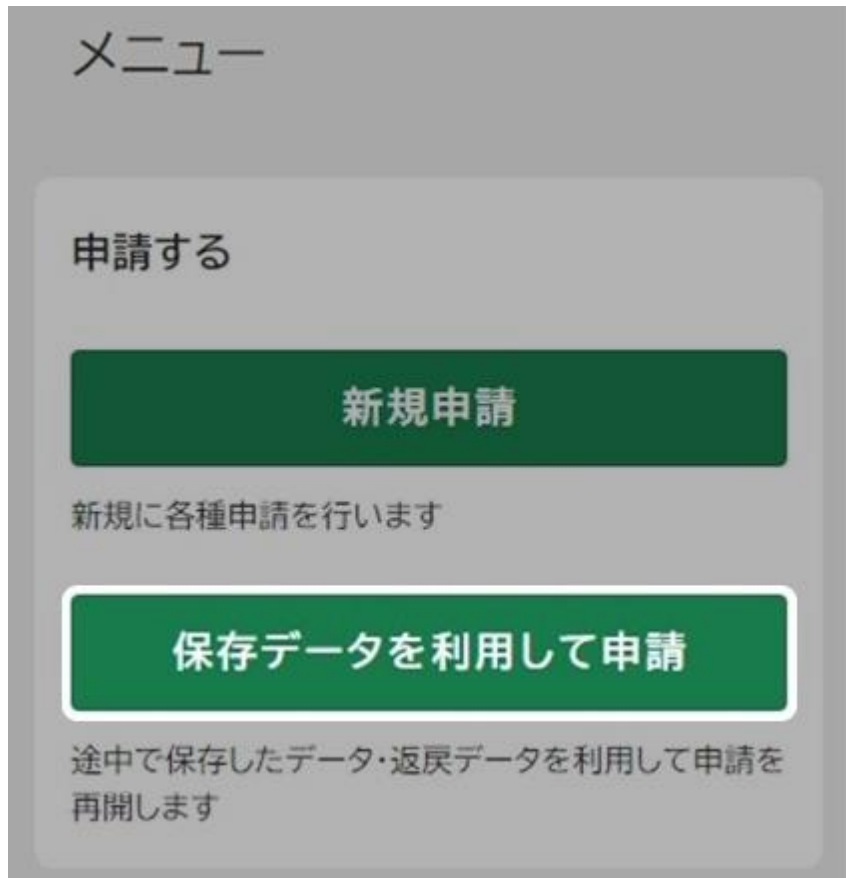 メニュー
申請する
新規申請
新規に各種申請を行います
保存データを利用して申請
途中で保存したデータ・返戻データを利用して申請を
再開します